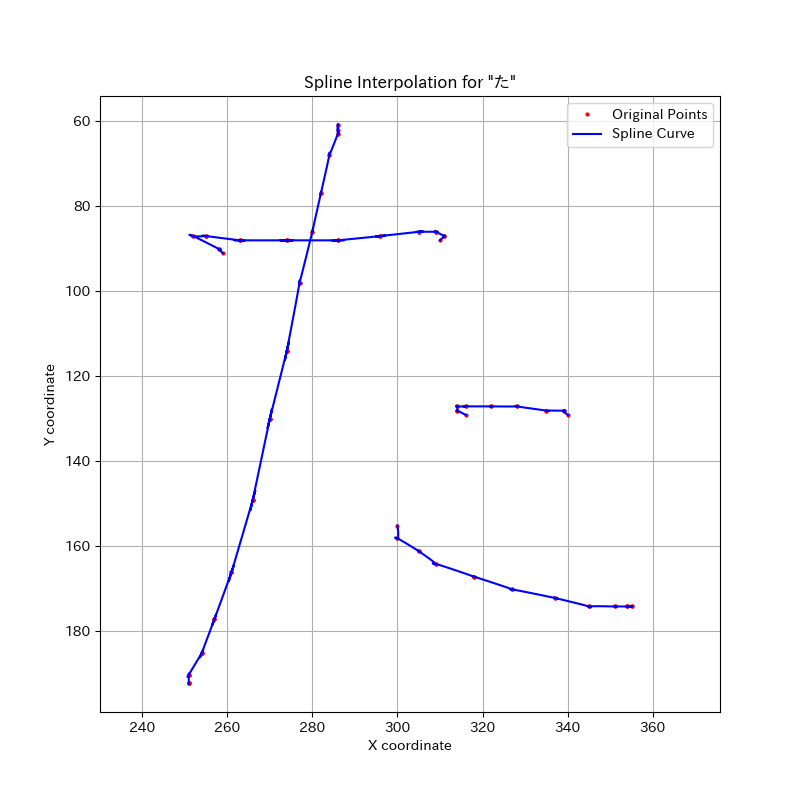 Spline Interpolation for "た"
Original Points
Spline Curve
60
80
100
120
140
160
180
Y coordinate
240
260
280
300
320
340
360
X coordinate